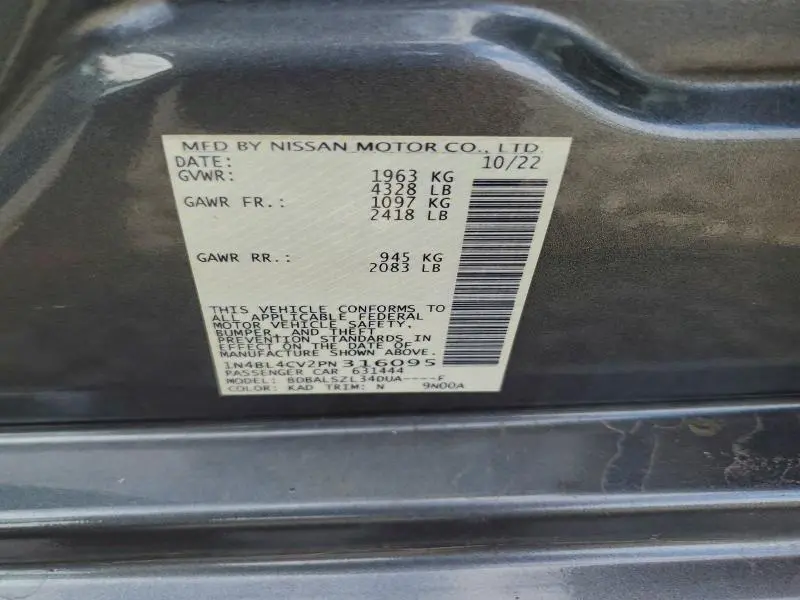 MFD BY NISSAN MOTOR CO., LTD.
DATE: 10/22
GVWR: 1963 KG
4328 LB
GAWR FR.: 1097 KG
2418 LB
GAWR RR.: 945 KG
2083 LB
THIS VEHICLE CONFORMS TO
ALL APPLICABLE FEDERAL
MOTOR VEHICLE SAFETY,
BUMPER, AND THEFT
PREVENTION STANDARDS IN
EFFECT ON THE DATE OF
MANUFACTURE SHOWN ABOVE.
1N4BL4CV2PN316095
PASSENGER CAR 631444
MODEL: BDBALSZL34DUA----F
COLOR: KAD TRIM: N 9N00A